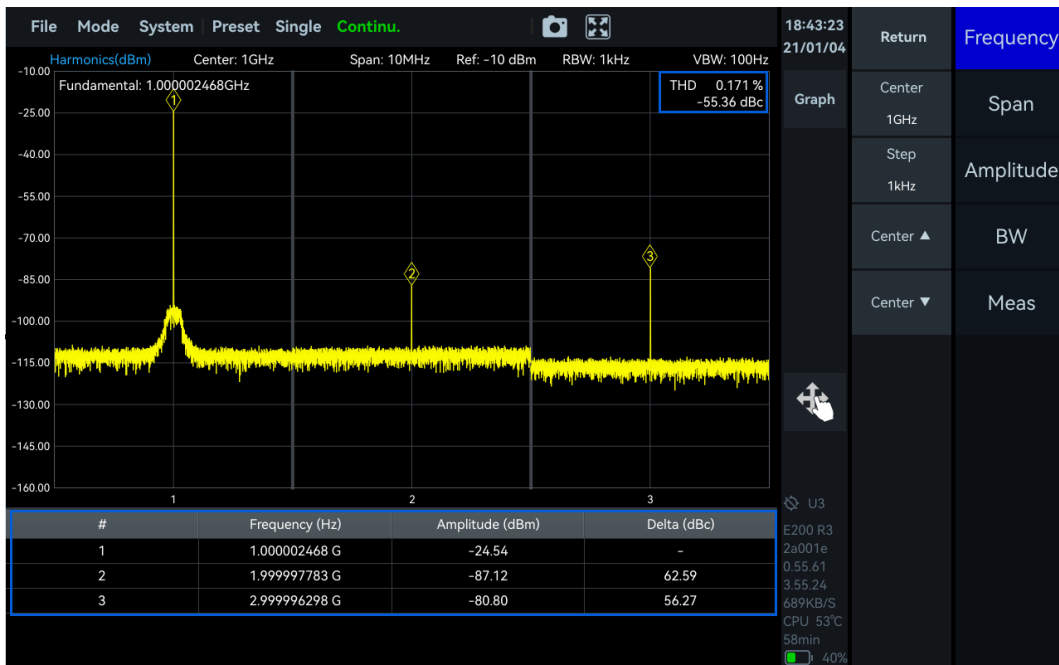 File Mode System Preset Single Continu.
Harmonics(dBm) Center: 1GHz Span: 10MHz Ref: -10 dBm RBW: 1kHz VBW: 100Hz
Fundamental: 1.000002468GHz
THD 0.171 %
-55.36 dBc
-10.00
-25.00
-40.00
-55.00
-70.00
-85.00
-100.00
-115.00
-130.00
-145.00
-160.00
1
2
3
1 2 3
# Frequency (Hz) Amplitude (dBm) Delta (dBc)
1 1.000002468 G -24.54 -
2 1.999997783 G -87.12 62.59
3 2.999996298 G -80.80 56.27
18:43:23
21/01/04
Graph
U3
E200 R3
2a001e
0.55.61
3.55.24
689KB/S
CPU 53℃
58min
40%
Return
Center
1GHz
Step
1kHz
Center ▲
Center ▼
Frequency
Span
Amplitude
BW
Meas